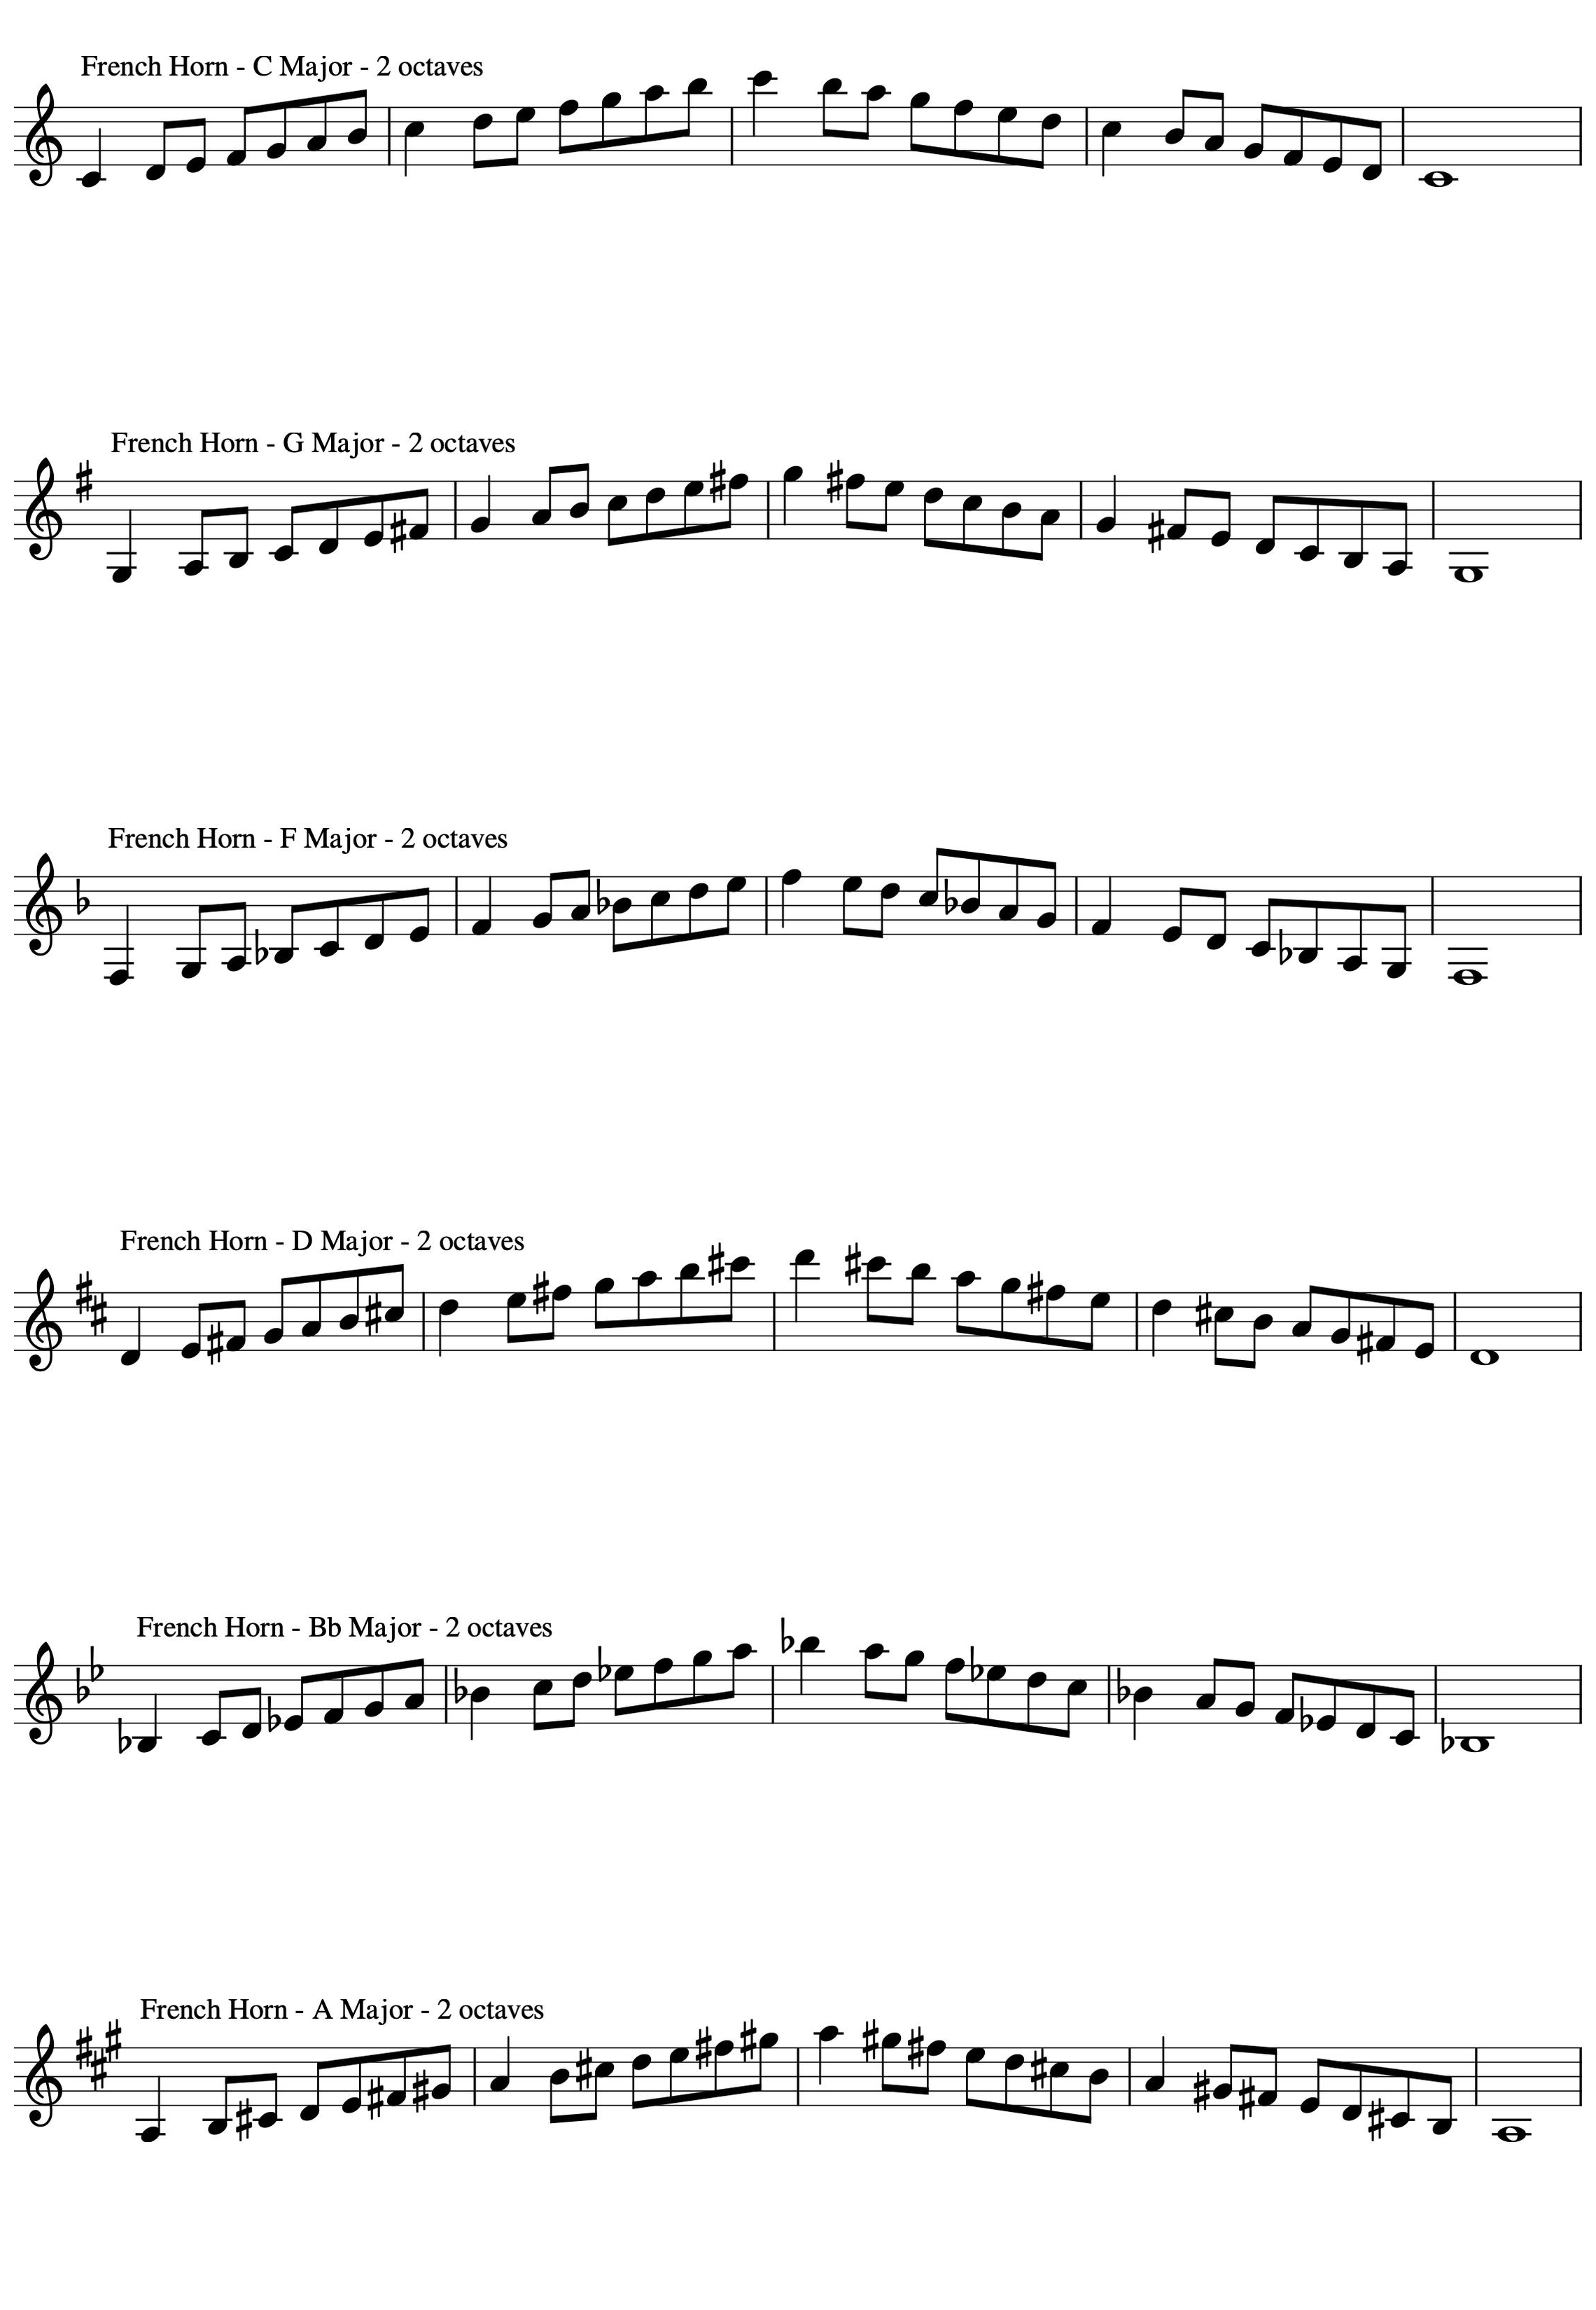 French Horn - C Major - 2 octaves
French Horn - G Major - 2 octaves
French Horn - F Major - 2 octaves
French Horn - D Major - 2 octaves
French Horn - Bb Major - 2 octaves
French Horn - A Major - 2 octaves